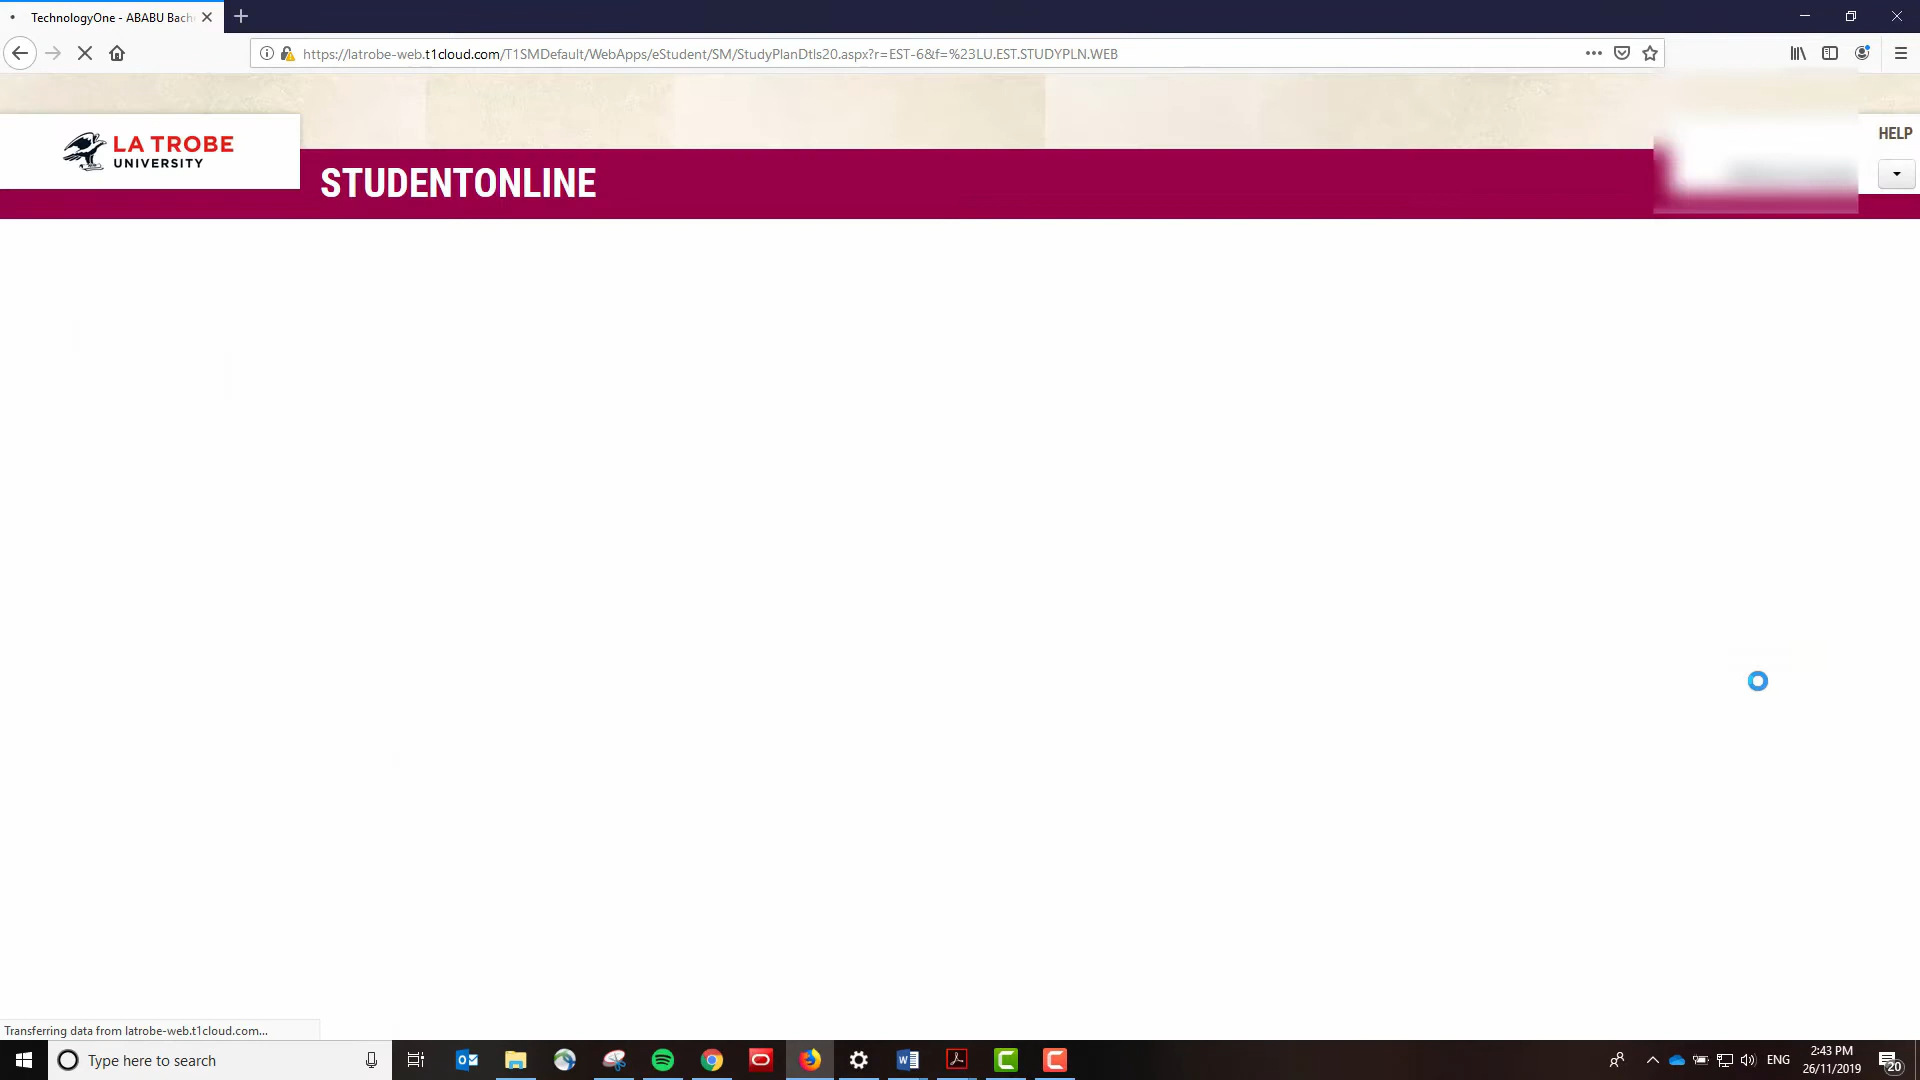 TechnologyOne - ABABU Bach
https://latrobe-web.t1cloud.com/T1SMDefault/WebApps/eStudent/SM/StudyPlanDtls20.aspx?r=EST-6&f=%23LU.EST.STUDYPLN.WEB
LA TROBE
UNIVERSITY
HELP
STUDENTONLINE
Transferring data from latrobe-web.t1cloud.com...
Type here to search
ENG
2:43 PM
26/11/2019
20